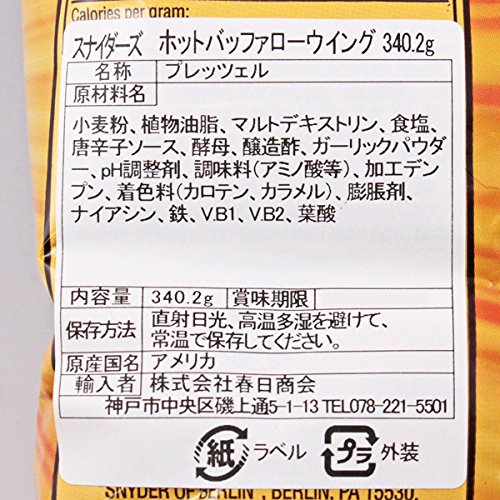 Calories per gram:
スナイダーズ ホットバッファローウイング 340.2g
名称 プレッツェル
原材料名
小麦粉、植物油脂、マルトデキストリン、食塩、
唐辛子ソース、酵母、醸造酢、ガーリックパウダ
ー、pH調整剤、調味料(アミノ酸等)、加工デン
プン、着色料(カロテン、カラメル)、膨脹剤、
ナイアシン、鉄、V.B1、V.B2、葉酸
内容量 340.2g 賞味期限
保存方法 直射日光、高温多湿を避けて、
常温で保存してください。
原産国名 アメリカ
輸入者 株式会社春日商会
神戸市中央区磯上通5-1-13 TEL078-221-5501
紙 ラベル プラ 外装
SNYDER OF BERLIN, BERLIN, PA 15530.